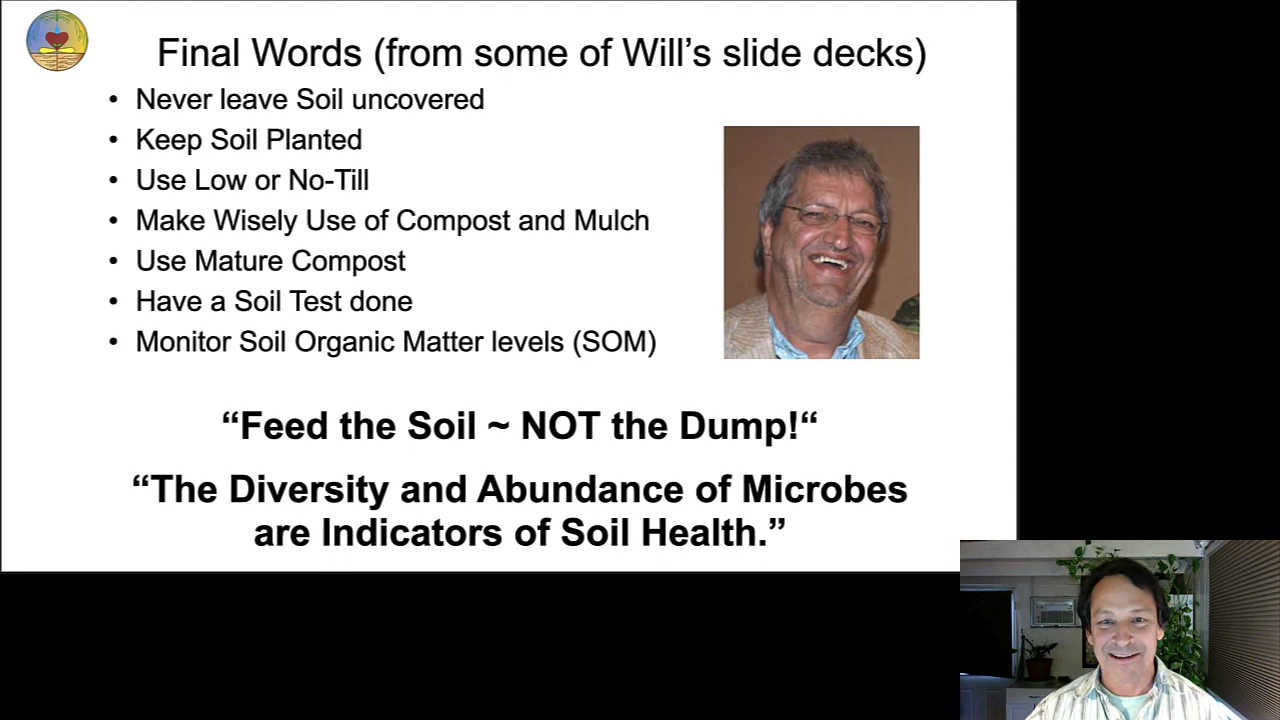 Final Words (from some of Will’s slide decks)
• Never leave Soil uncovered
• Keep Soil Planted
• Use Low or No-Till
• Make Wisely Use of Compost and Mulch
• Use Mature Compost
• Have a Soil Test done
• Monitor Soil Organic Matter levels (SOM)
“Feed the Soil ~ NOT the Dump!“
“The Diversity and Abundance of Microbes
are Indicators of Soil Health.”